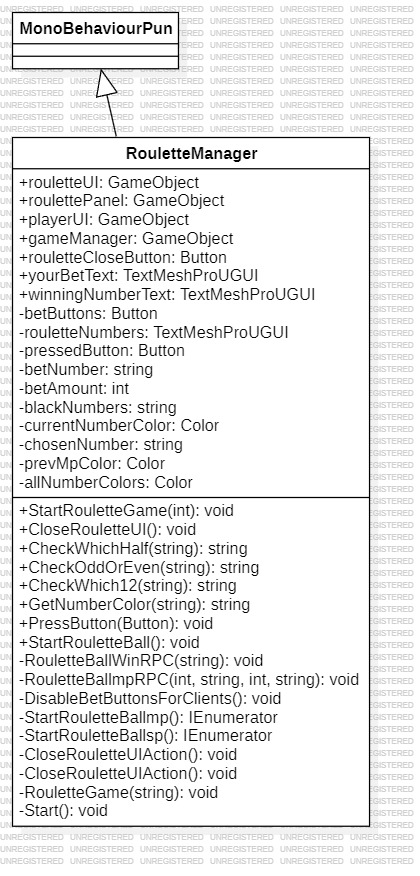 MonoBehaviourPun
RouletteManager
+rouletteUI: GameObject
+roulettePanel: GameObject
+playerUI: GameObject
+gameManager: GameObject
+rouletteCloseButton: Button
+yourBetText: TextMeshProUGUI
+winningNumberText: TextMeshProUGUI
-betButtons: Button
-rouletteNumbers: TextMeshProUGUI
-pressedButton: Button
-betNumber: string
-betAmount: int
-blackNumbers: string
-currentNumberColor: Color
-chosenNumber: string
-prevMpColor: Color
-allNumberColors: Color
+StartRouletteGame(int): void
+CloseRouletteUI(): void
+CheckWhichHalf(string): string
+CheckOddOrEven(string): string
+CheckWhich12(string): string
+GetNumberColor(string): string
+PressButton(Button): void
+StartRouletteBall(): void
-RouletteBallWinRPC(string): void
-RouletteBallmpRPC(int, string, int, string): void
-DisableBetButtonsForClients(): void
-StartRouletteBallmp(): IEnumerator
-StartRouletteBallsp(): IEnumerator
-CloseRouletteUIAction(): void
-CloseRouletteUIAction(): void
-RouletteGame(string): void
-Start(): void